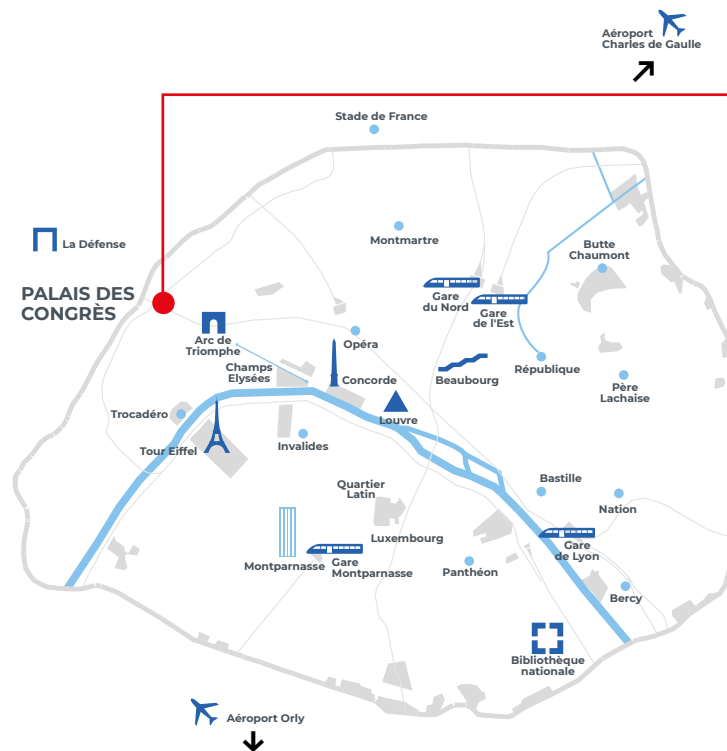 Aéroport
Charles de Gaulle
Stade de France
Montmartre
La Défense
Butte
Chaumont
PALAIS DES
CONGRÈS
Gare
du Nord
Gare
de l'Est
Arc de
Triomphe
Opéra
Champs
Elysées
Concorde
Beaubourg
République
Père
Lachaise
Trocadéro
Louvre
Tour Eiffel
Invalides
Quartier
Latin
Bastille
Nation
Luxembourg
Montparnasse
Gare
Montparnasse
Panthéon
Gare
de Lyon
Bercy
Bibliothèque
nationale
Aéroport Orly